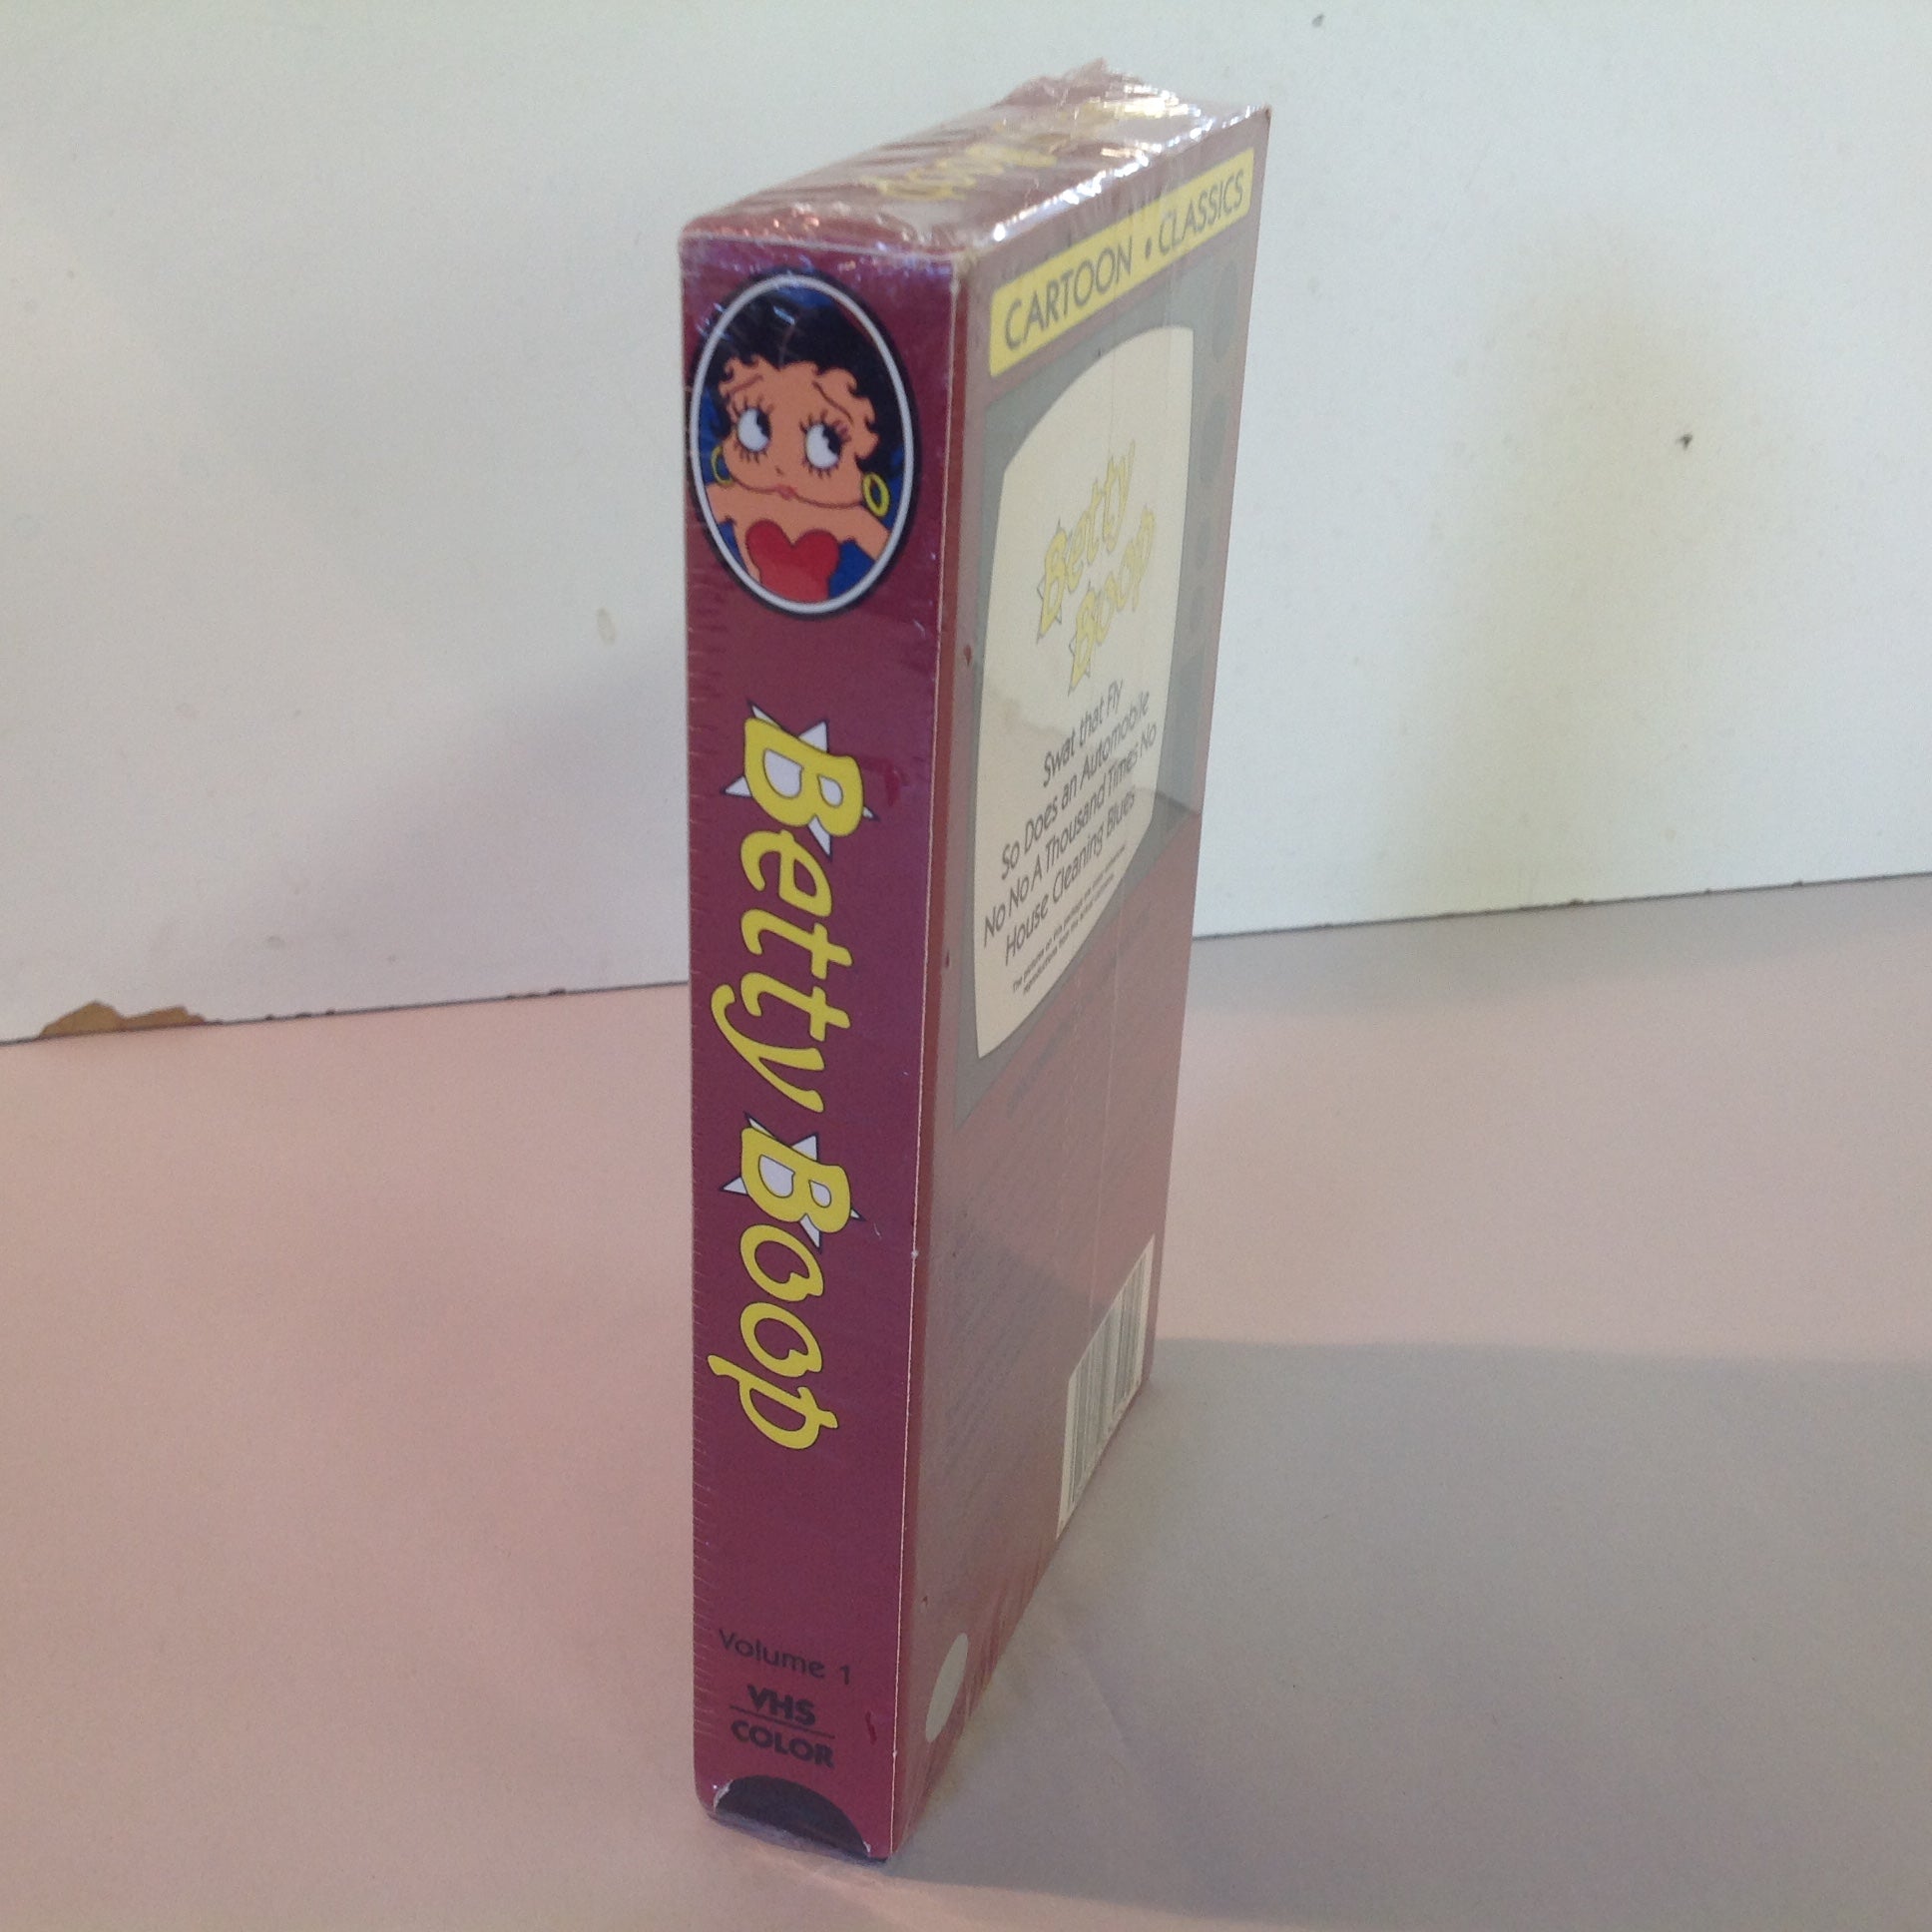 Betty Boop
Volume 1
VHS
COLOR
CARTOON • CLASSICS
Betty
Boop
Swat that Fly
So Does an Automobile
No No A Thousand Times No
House Cleaning Blues